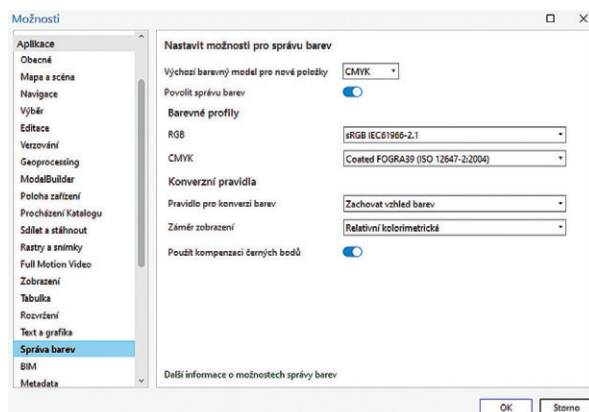 Možnosti
Aplikace
Obecné
Mapa a scéna
Navigace
Výběr
Editace
Verzování
Geoprocessing
ModelBuilder
Poloha zařízení
Procházení Katalogu
Sdílet a stáhnout
Rastry a snímky
Full Motion Video
Zobrazení
Tabulka
Rozvržení
Text a grafika
Správa barev
BIM
Metadata
Nastavit možnosti pro správu barev
Výchozí barevný model pro nové položky CMYK
Povolit správu barev
Barevné profily
RGB sRGB IEC61966-2.1
CMYK Coated FOGRA39 (ISO 12647-2:2004)
Konverzní pravidla
Pravidlo pro konverzi barev Zachovat vzhled barev
Záměr zobrazení Relativní kolorimetrická
Použít kompenzaci černých bodů
Další informace o možnostech správy barev
OK Storno